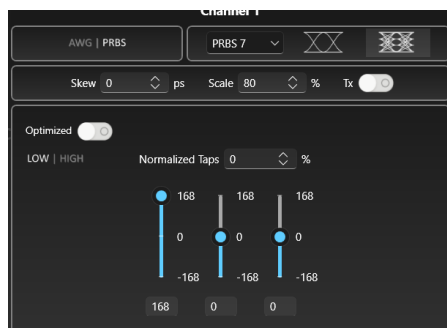 Channel 1
AWG | PRBS PRBS 7
Skew 0 ps Scale 80 % Tx
Optimized
LOW | HIGH Normalized Taps 0 %
168 168 168
0 0 0
-168 -168 -168
168 0 0